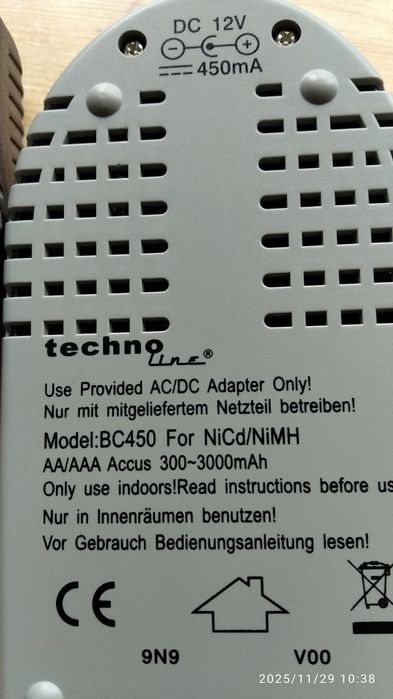 DC 12V
450mA
techno
line®
Use Provided AC/DC Adapter Only!
Nur mit mitgeliefertem Netzteil betreiben!
Model:BC450 For NiCd/NiMH
AA/AAA Accus 300~3000mAh
Only use indoors!Read instructions before
Nur in Innenräumen benutzen!
Vor Gebrauch Bedienungsanleitung lesen!
CE
9N9 V00
2025/11/29 10:38